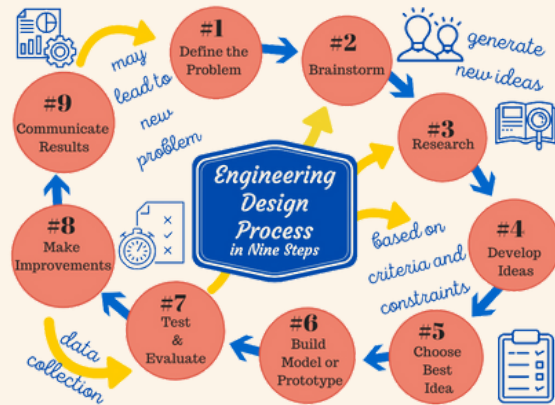 #1
Define the
Problem
#2
Brainstorm
generate
new ideas
#3
Research
#4
Develop
Ideas
based on
criteria and
constraints
#5
Choose
Best
Idea
#6
Build
Model or
Prototype
#7
Test
&
Evaluate
data
collection
#8
Make
Improvements
#9
Communicate
Results
may
lead to
new
problem
Engineering
Design
Process
in Nine Steps